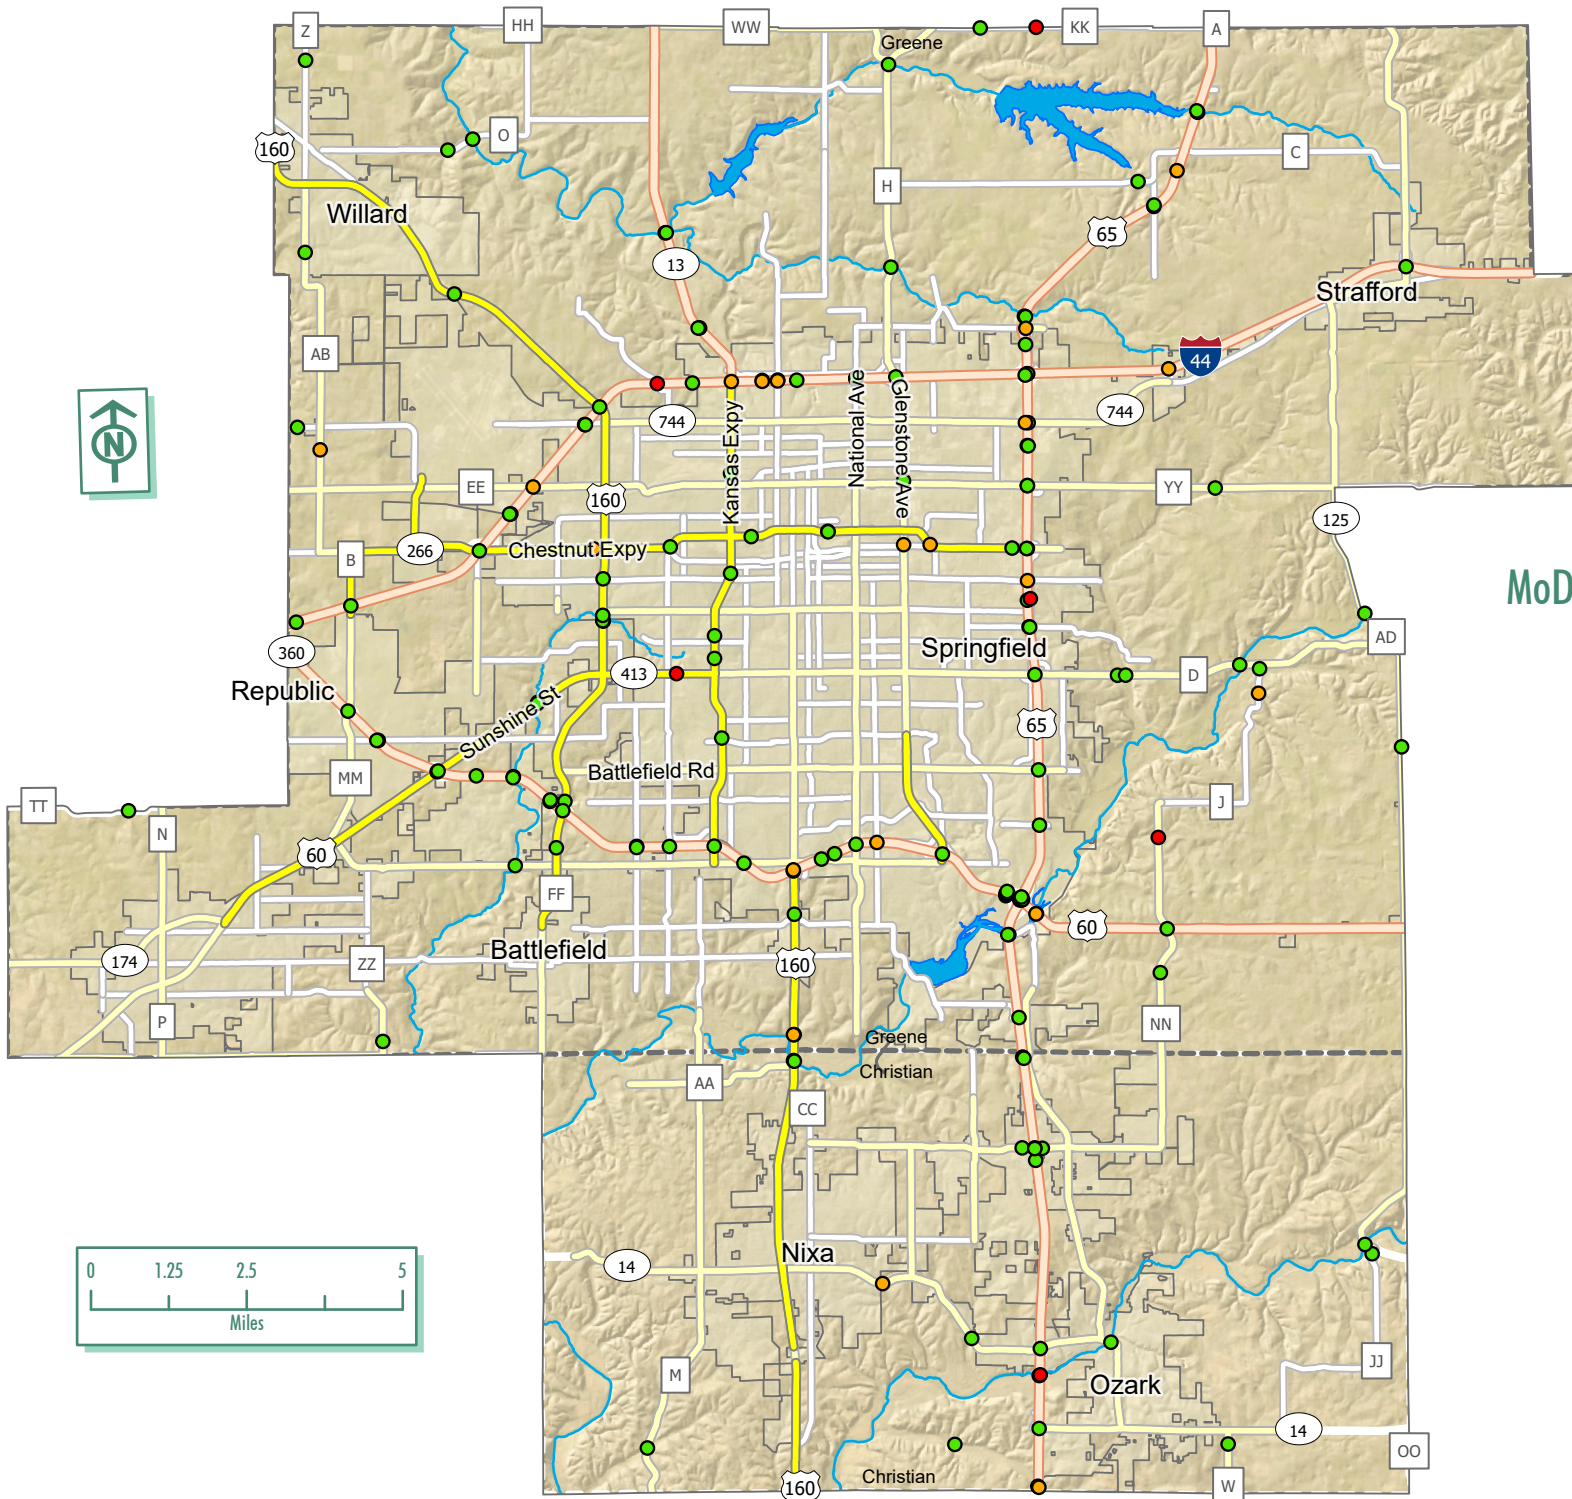 Z
HH
WW
Greene
KK
A
160
O
C
Willard
H
13
65
Strafford
AB
44
744
744
Kansas Expy
National Ave
Glenstone Ave
N
EE
160
YY
125
266
Chestnut Expy
B
MoD
AD
360
Springfield
413
D
Republic
Sunshine St
65
MM
Battlefield Rd
TT
N
J
60
FF
60
174
ZZ
Battlefield
160
P
NN
Greene
Christian
AA
CC
Nixa
14
0 1.25 2.5 5
Miles
M
Ozark
JJ
14
OO
Christian
160
W